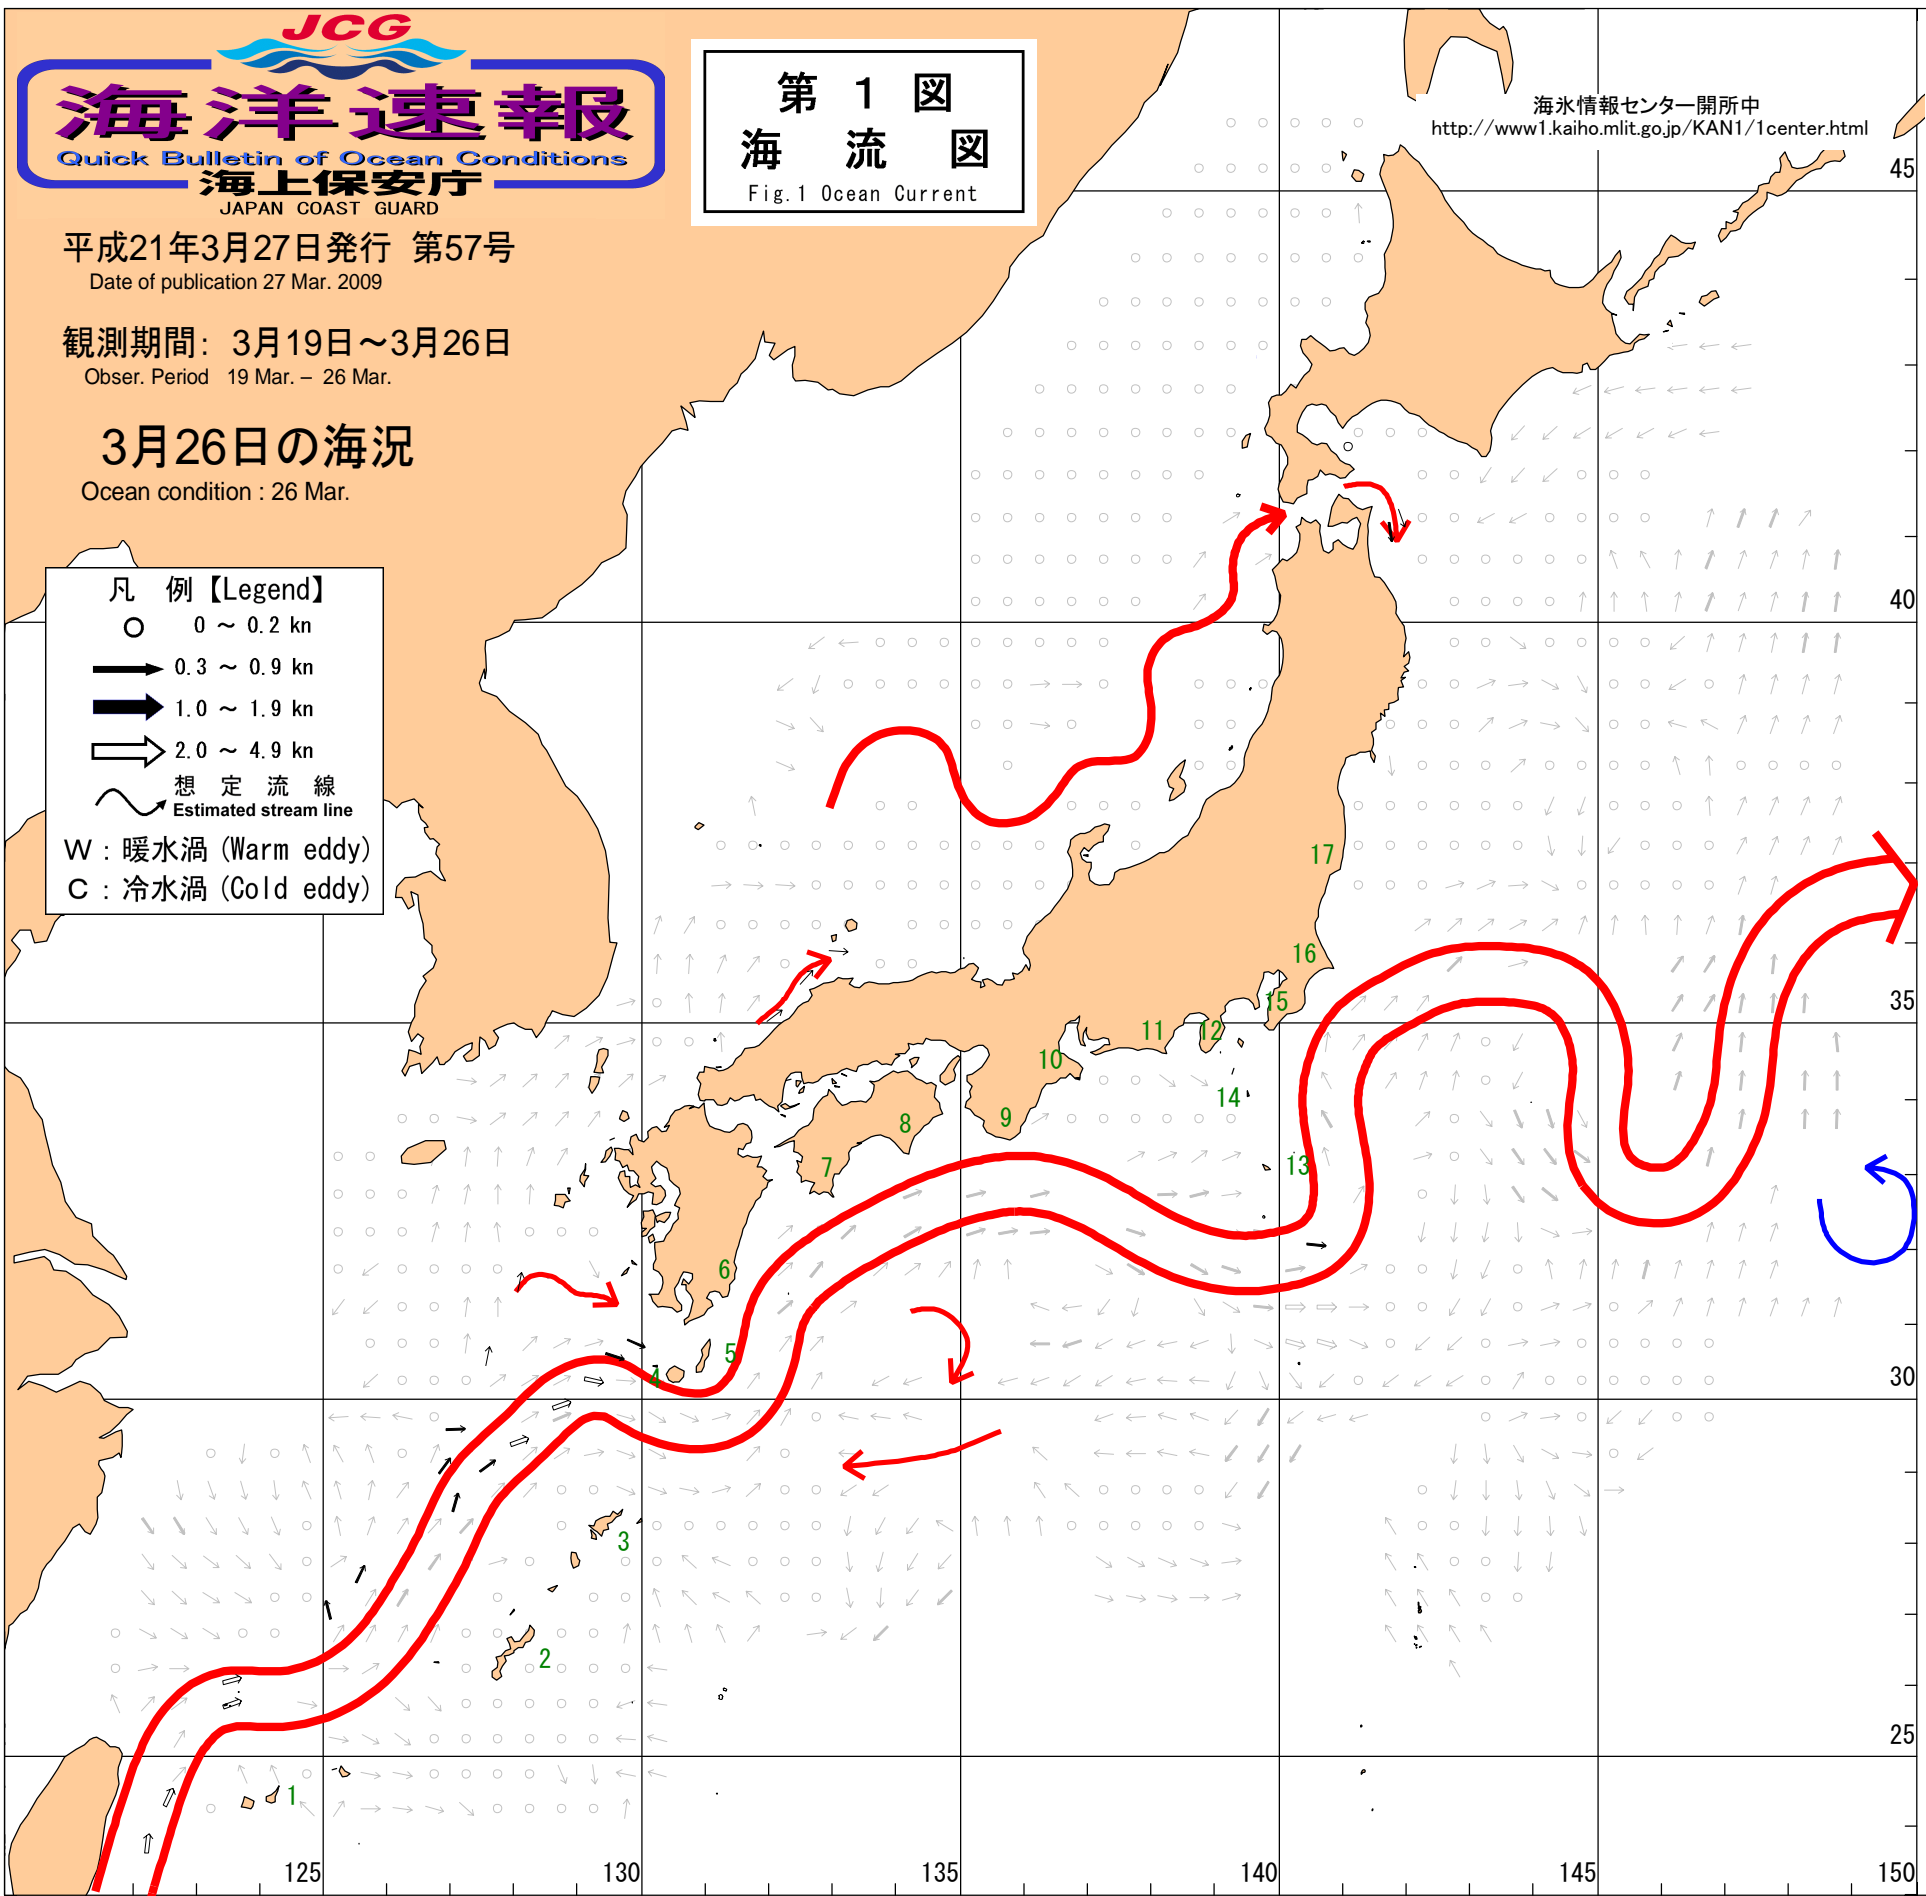 JCG
海洋速報
Quick Bulletin of Ocean Conditions
海上保安庁
JAPAN COAST GUARD
平成21年3月27日発行 第57号
Date of publication 27 Mar. 2009
観測期間: 3月19日～3月26日
Obser. Period 19 Mar. – 26 Mar.
3月26日の海況
Ocean condition : 26 Mar.
第 1 図
海 流 図
Fig.1 Ocean Current
海氷情報センター開所中
http://www1.kaiho.mlit.go.jp/KAN1/1center.html
凡 例【Legend】
0 ～ 0.2 kn
0.3 ～ 0.9 kn
1.0 ～ 1.9 kn
2.0 ～ 4.9 kn
想 定 流 線
Estimated stream line
W : 暖水渦 (Warm eddy)
C : 冷水渦 (Cold eddy)
45
40
17
16
35
15
12
11
10
14
9
8
7
13
6
5
4
30
3
2
25
1
125
130
135
140
145
150